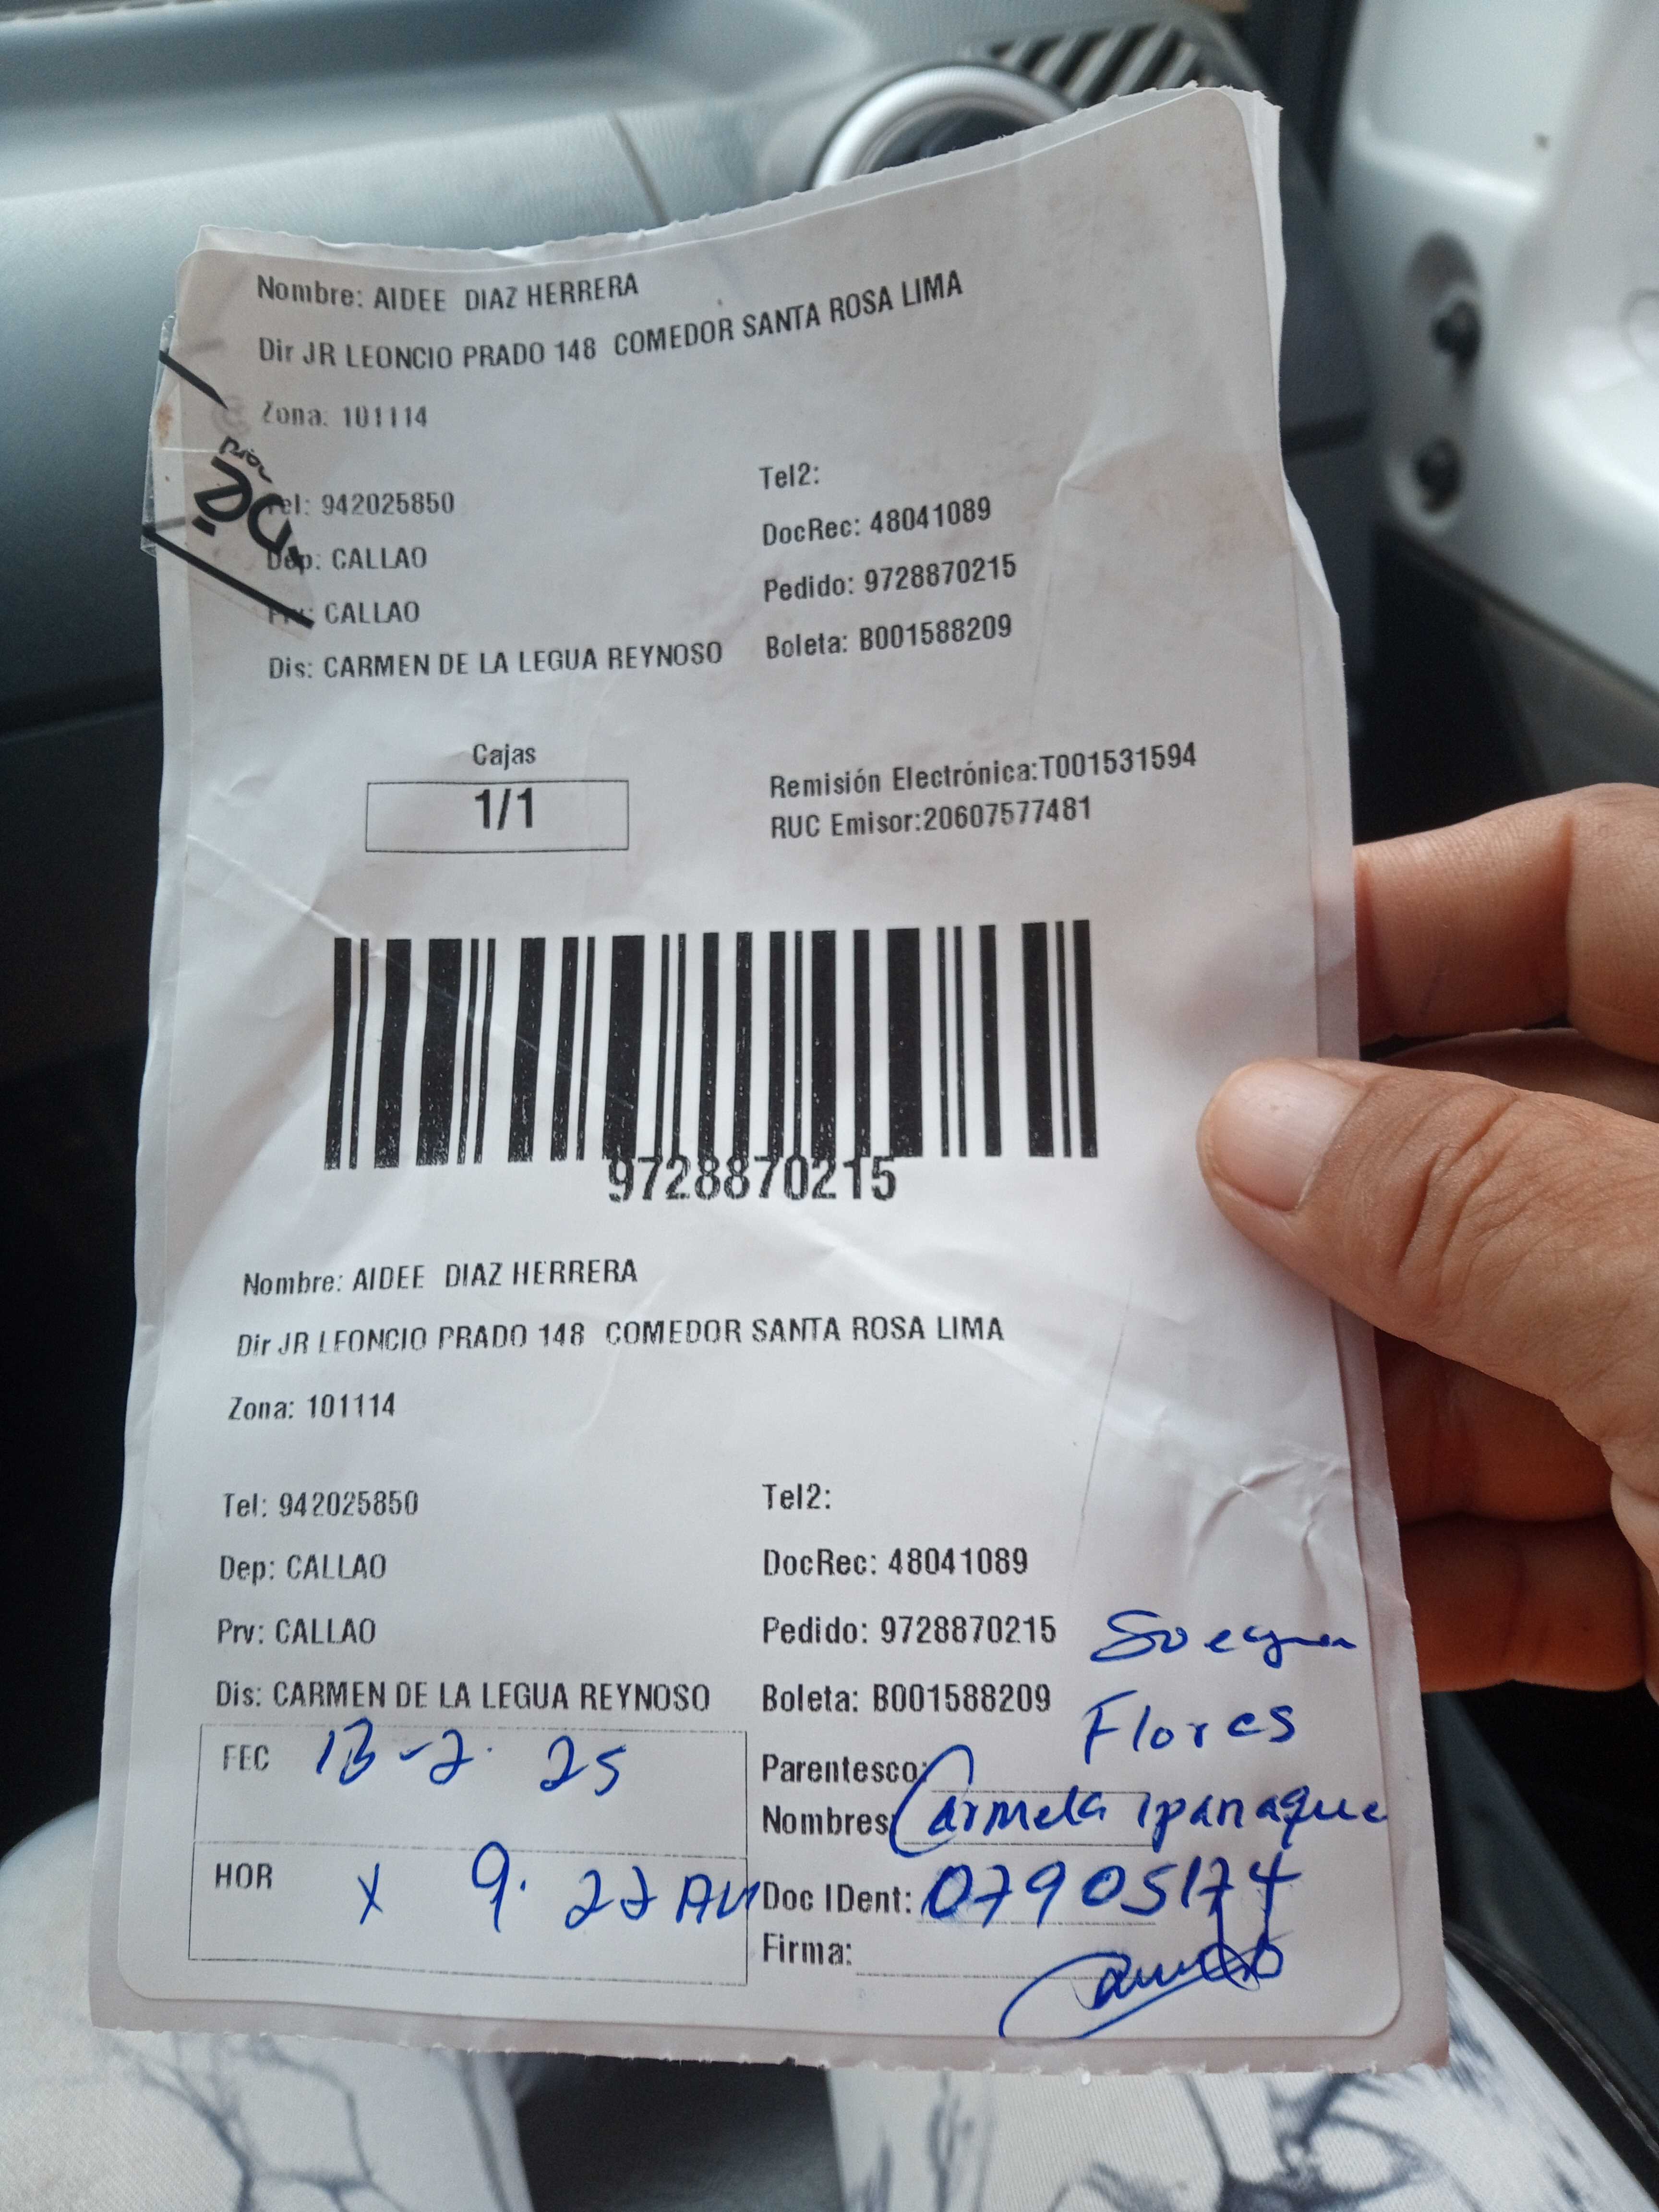 Nombre: AIDEE DIAZ HERRERA
Dir JR LEONCIO PRADO 148 COMEDOR SANTA ROSA LIMA
Zona: 101114
Tel: 942025850
Tel2:
Dep: CALLAO
DocRec: 48041089
Prv: CALLAO
Pedido: 9728870215
Dis: CARMEN DE LA LEGUA REYNOSO
Boleta: B001588209
Cajas
1/1
Remisión Electrónica:T001531594
RUC Emisor:20607577481
9728870215
Nombre: AIDEE DIAZ HERRERA
Dir JR LEONCIO PRADO 148 COMEDOR SANTA ROSA LIMA
Zona: 101114
Tel: 942025850
Tel2:
Dep: CALLAO
DocRec: 48041089
Prv: CALLAO
Pedido: 9728870215 Suegra
Dis: CARMEN DE LA LEGUA REYNOSO
Boleta: B001588209
Flores
FEC 13-2. 25
Parentesco:
Nombres: Carmela Ipanaque
HOR x 9. 22 AM
Doc IDent: 07905174
Firma: